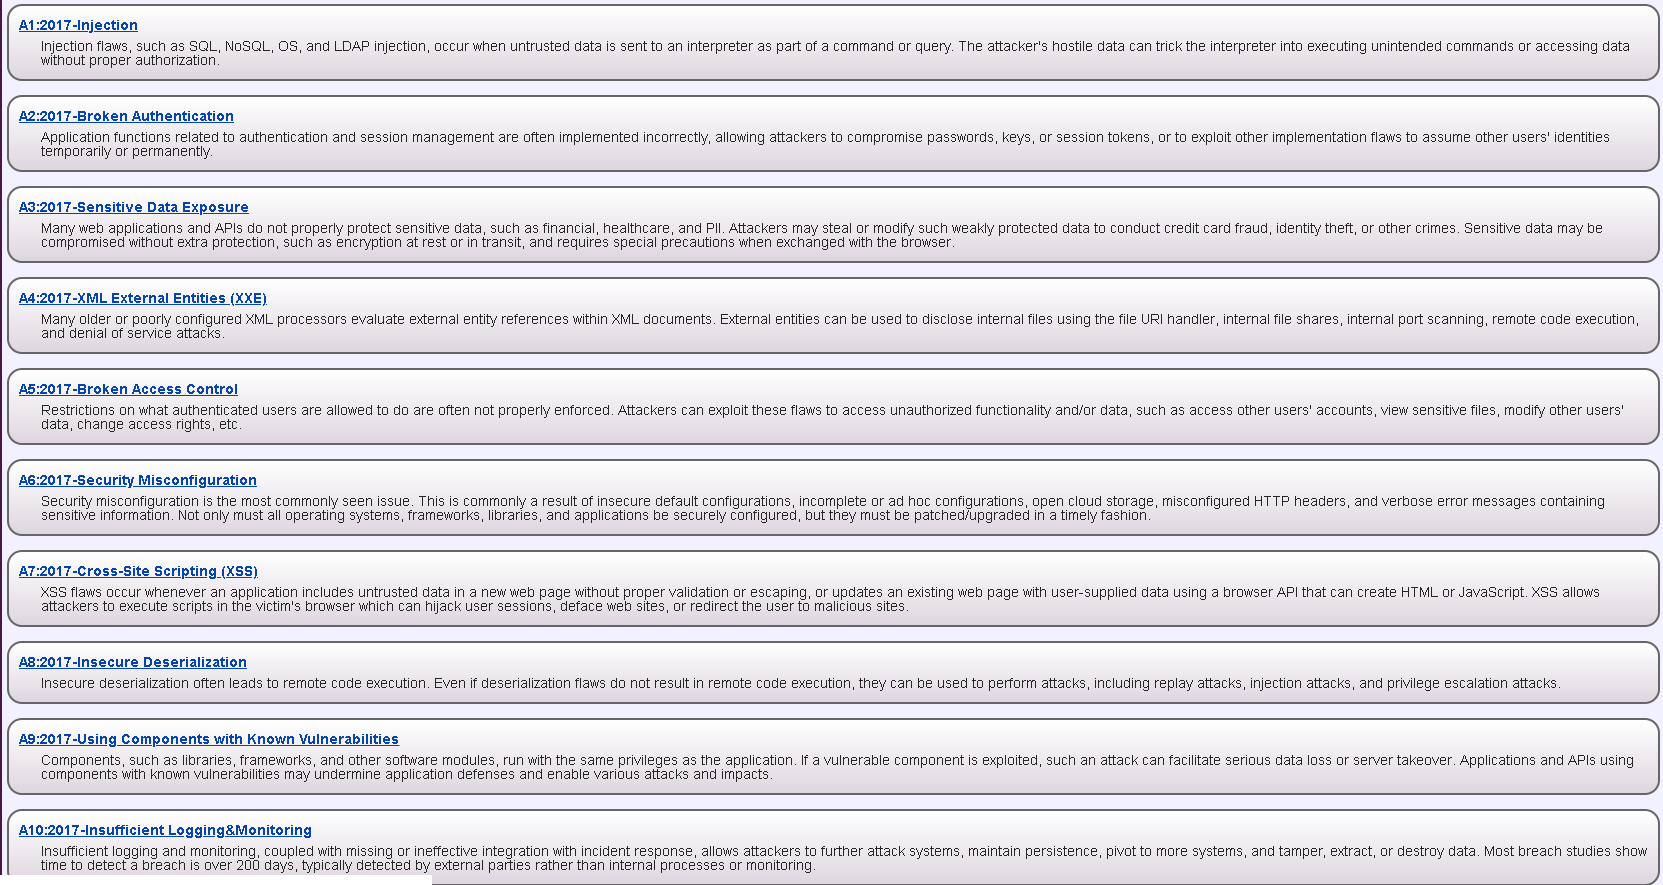 A1:2017-Injection
Injection flaws, such as SQL, NoSQL, OS, and LDAP injection, occur when untrusted data is sent to an interpreter as part of a command or query. The attacker's hostile data can trick the interpreter into executing unintended commands or accessing data
without proper authorization.
A2:2017-Broken Authentication
Application functions related to authentication and session management are often implemented incorrectly, allowing attackers to compromise passwords, keys, or session tokens, or to exploit other implementation flaws to assume other users' identities
temporarily or permanently.
A3:2017-Sensitive Data Exposure
Many web applications and APIs do not properly protect sensitive data, such as financial, healthcare, and PII. Attackers may steal or modify such weakly protected data to conduct credit card fraud, identity theft, or other crimes. Sensitive data may be
compromised without extra protection, such as encryption at rest or in transit, and requires special precautions when exchanged with the browser.
A4:2017-XML External Entities (XXE)
Many older or poorly configured XML processors evaluate external entity references within XML documents. External entities can be used to disclose internal files using the file URI handler, internal file shares, internal port scanning, remote code execution,
and denial of service attacks.
A5:2017-Broken Access Control
Restrictions on what authenticated users are allowed to do are often not properly enforced. Attackers can exploit these flaws to access unauthorized functionality and/or data, such as access other users' accounts, view sensitive files, modify other users'
data, change access rights, etc.
A6:2017-Security Misconfiguration
Security misconfiguration is the most commonly seen issue. This is commonly a result of insecure default configurations, incomplete or ad hoc configurations, open cloud storage, misconfigured HTTP headers, and verbose error messages containing
sensitive information. Not only must all operating systems, frameworks, libraries, and applications be securely configured, but they must be patched/upgraded in a timely fashion.
A7:2017-Cross-Site Scripting (XSS)
XSS flaws occur whenever an application includes untrusted data in a new web page without proper validation or escaping, or updates an existing web page with user-supplied data using a browser API that can create HTML or JavaScript. XSS allows
attackers to execute scripts in the victim's browser which can hijack user sessions, deface web sites, or redirect the user to malicious sites.
A8:2017-Insecure Deserialization
Insecure deserialization often leads to remote code execution. Even if deserialization flaws do not result in remote code execution, they can be used to perform attacks, including replay attacks, injection attacks, and privilege escalation attacks.
A9:2017-Using Components with Known Vulnerabilities
Components, such as libraries, frameworks, and other software modules, run with the same privileges as the application. If a vulnerable component is exploited, such an attack can facilitate serious data loss or server takeover. Applications and APIs using
components with known vulnerabilities may undermine application defenses and enable various attacks and impacts.
A10:2017-Insufficient Logging&Monitoring
Insufficient logging and monitoring, coupled with missing or ineffective integration with incident response, allows attackers to further attack systems, maintain persistence, pivot to more systems, and tamper, extract, or destroy data. Most breach studies show
time to detect a breach is over 200 days, typically detected by external parties rather than internal processes or monitoring.